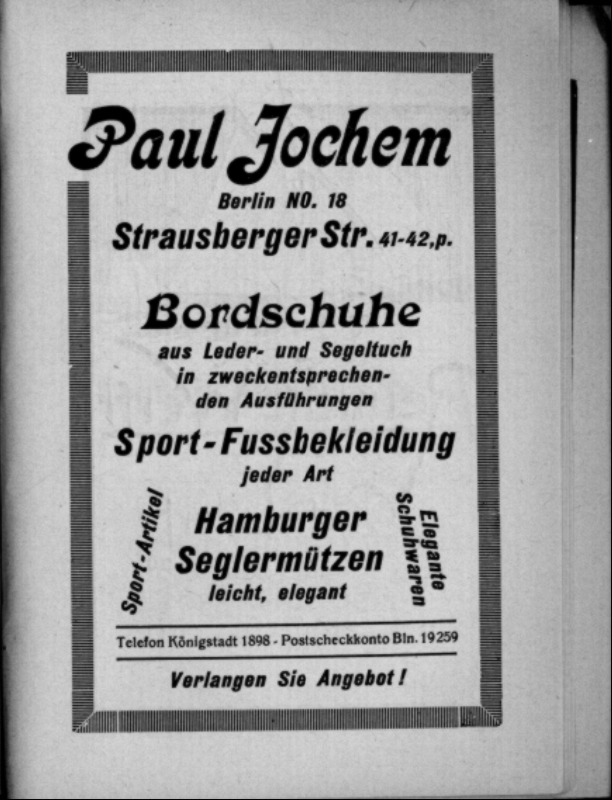 Paul Jochem
Berlin NO. 18
Strausberger Str. 41-42,p.
Bordschuhe
aus Leder- und Segeltuch
in zweckentsprechen-
den Ausführungen
Sport-Fussbekleidung
jeder Art
Sport-Artikel
Hamburger
Seglermützen
leicht, elegant
Elegante
Schuhwaren
Telefon Königstadt 1898 - Postscheckkonto Bln. 19259
Verlangen Sie Angebot!